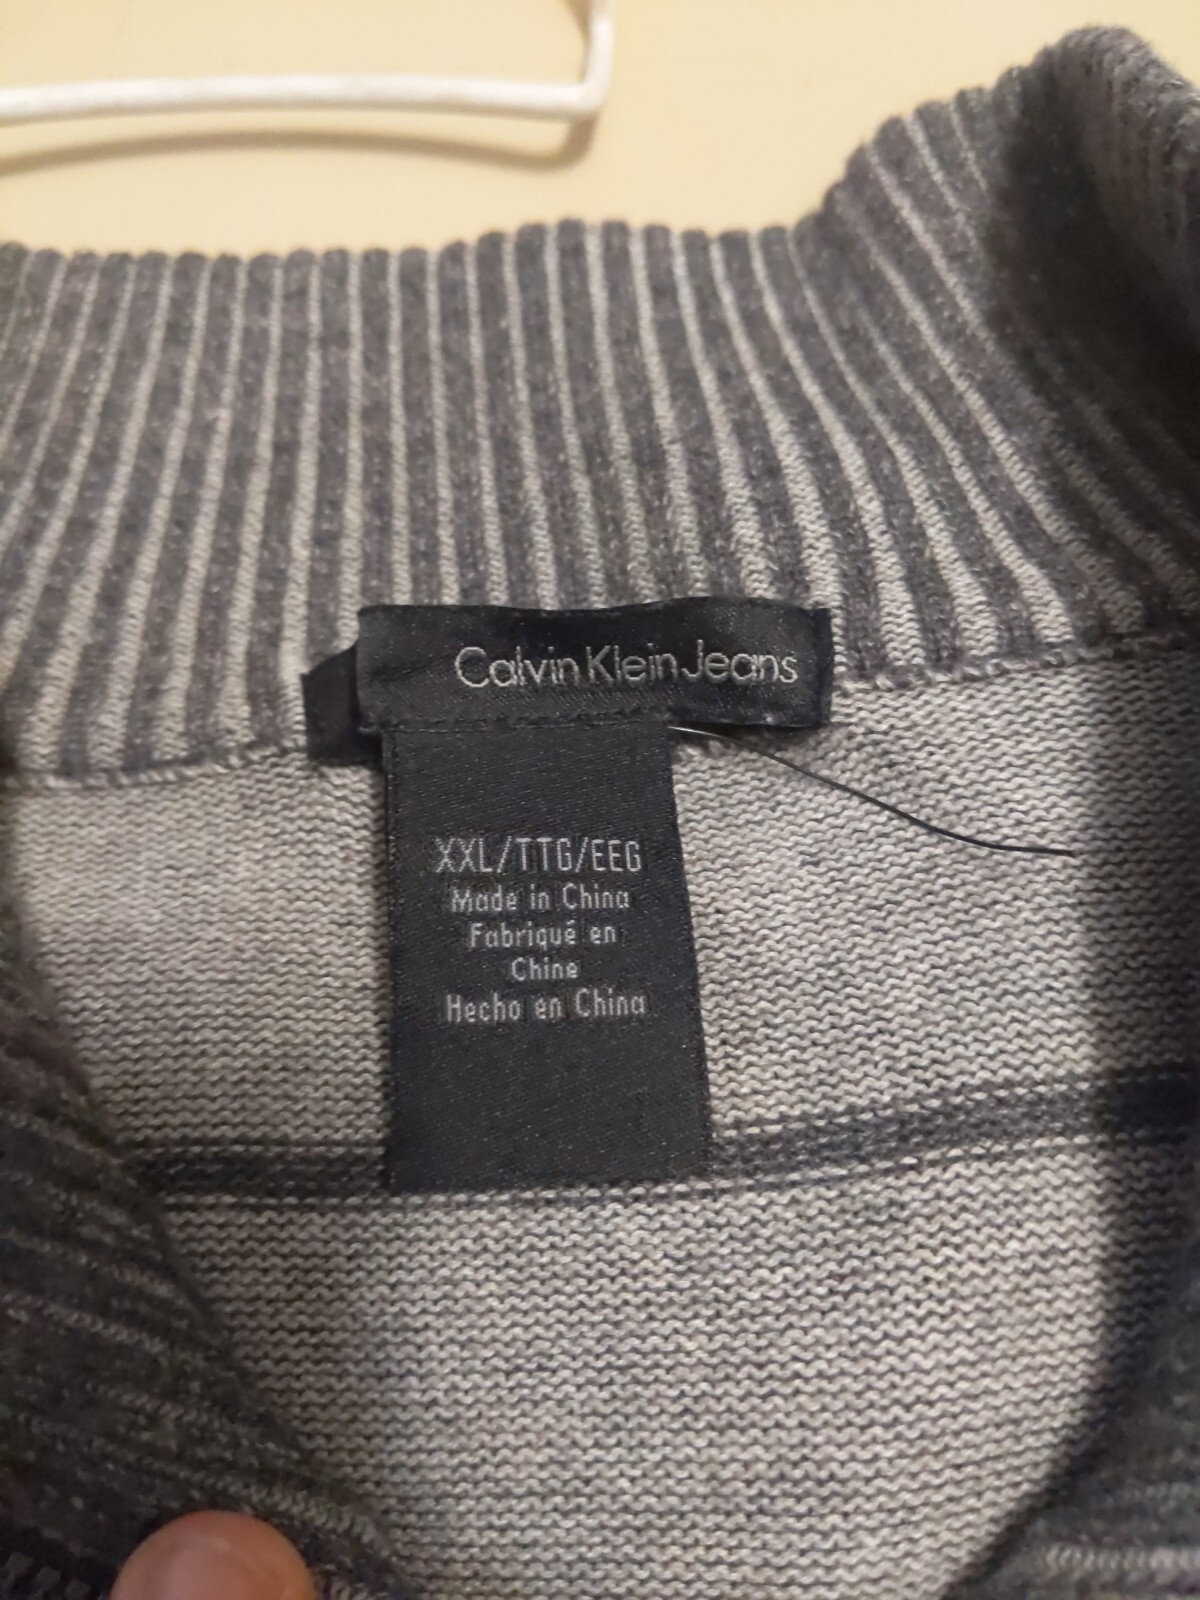 Calvin Klein Jeans
XXL/TTG/EEG
Made in China
Fabriqué en
Chine
Hecho en China